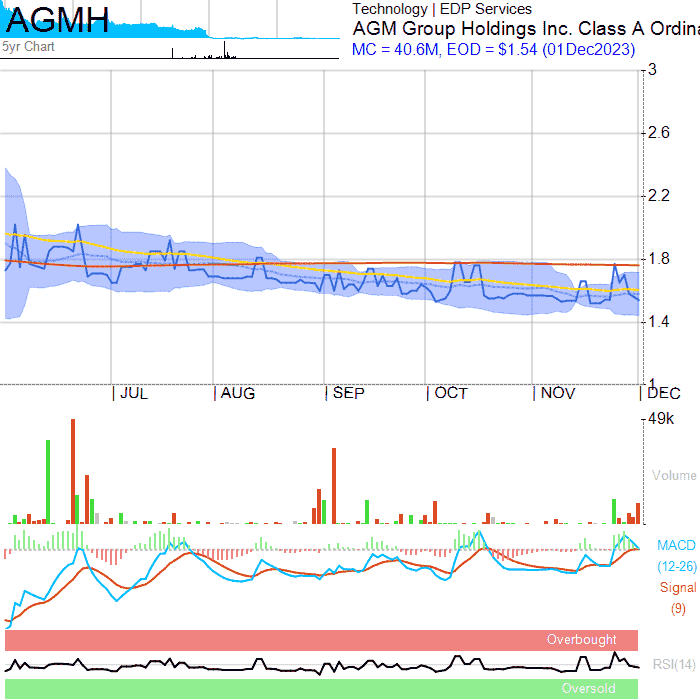 AGMH
5yr Chart
Technology | EDP Services
AGM Group Holdings Inc. Class A Ordina
MC = 40.6M, EOD = $1.54 (01Dec2023)
3
2.6
2.2
1.8
1.4
1
JUL AUG SEP OCT NOV DEC
49k
Volume
MACD
(12-26)
Signal
(9)
Overbought
RSI(14)
Oversold